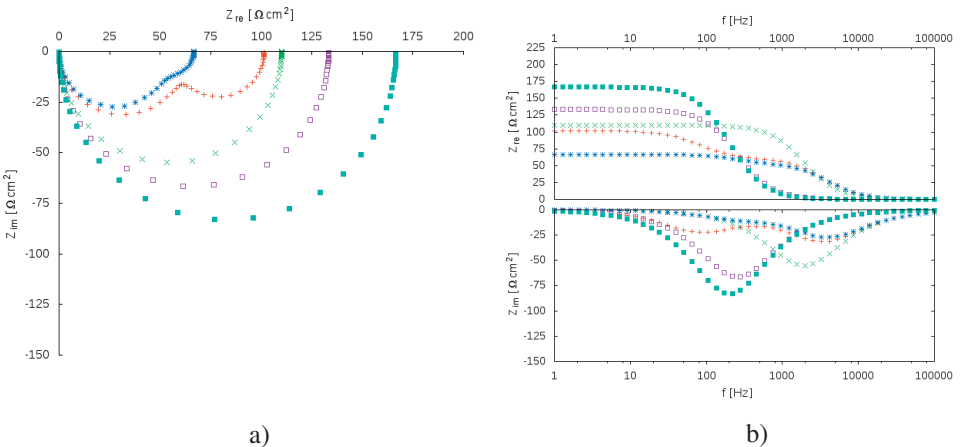 Z re [ Ω cm² ]
0 25 50 75 100 125 150 175 200
0
-25
-50
-75
-100
-125
-150
Z im [ Ω cm² ]
a)
f [Hz]
1 10 100 1000 10000 100000
225
200
175
150
125
100
75
50
25
0
Z re [ Ω cm² ]
0
-25
-50
-75
-100
-125
-150
Z im [ Ω cm² ]
1 10 100 1000 10000 100000
f [Hz]
b)